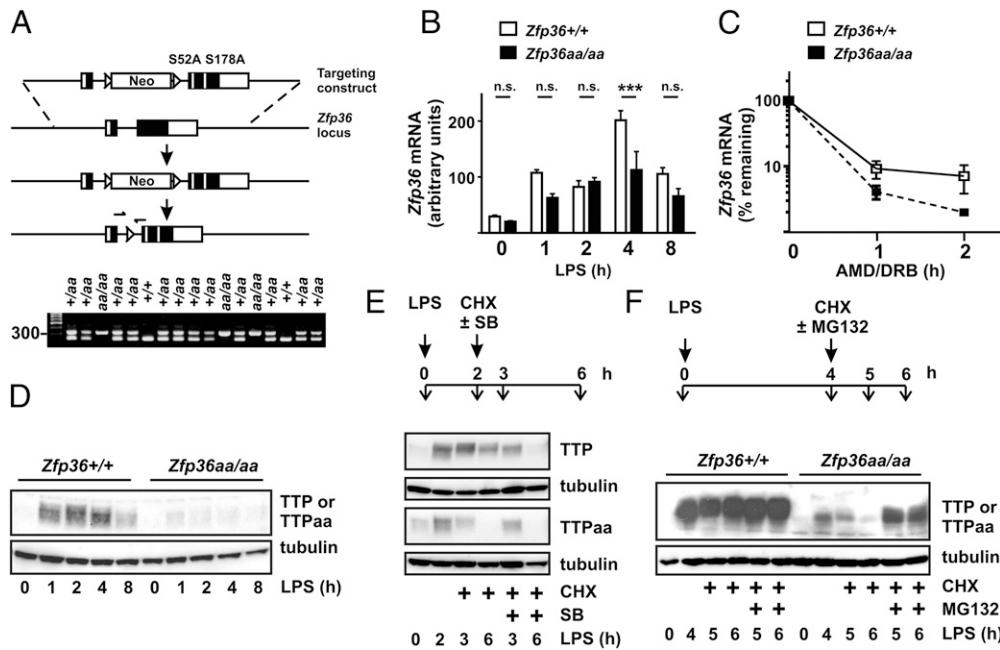 A
S52A S178A
Neo
Targeting construct
Zfp36 locus
Neo
+/aa +/aa aa/aa +/aa +/aa +/+ +/aa +/aa +/aa +/aa aa/aa +/aa aa/aa +/aa +/+ +/aa +/aa
300
B
Zfp36+/+
Zfp36aa/aa
n.s. n.s. n.s. *** n.s.
Zfp36 mRNA (arbitrary units)
200
100
0 1 2 4 8
LPS (h)
C
Zfp36+/+
Zfp36aa/aa
Zfp36 mRNA (% remaining)
100
10
0 1 2
AMD/DRB (h)
D
Zfp36+/+ Zfp36aa/aa
TTP or TTPaa
tubulin
0 1 2 4 8 0 1 2 4 8 LPS (h)
E
LPS CHX ± SB
0 2 3 6 h
TTP
tubulin
TTPaa
tubulin
+ + + + CHX
+ + SB
0 2 3 6 3 6 LPS (h)
F
LPS CHX ± MG132
0 4 5 6 h
Zfp36+/+ Zfp36aa/aa
TTP or TTPaa
tubulin
+ + + + + + + + CHX
+ + + + MG132
0 4 5 6 5 6 0 4 5 6 5 6 LPS (h)